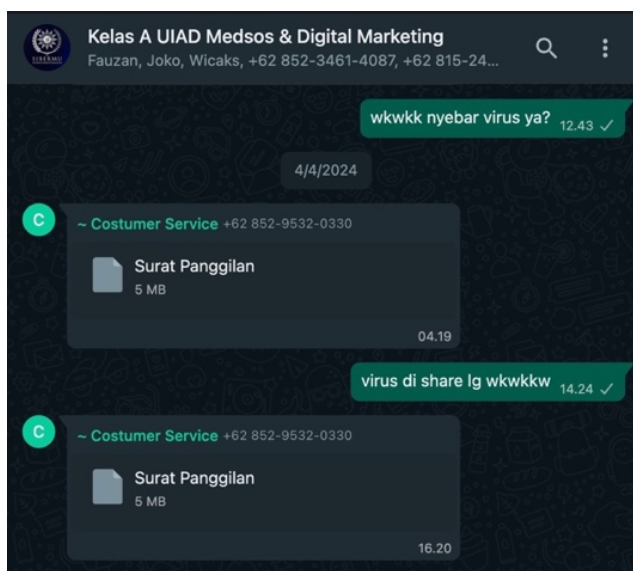 Kelas A UIAD Medsos & Digital Marketing
Fauzan, Joko, Wicaks, +62 852-3461-4087, +62 815-24...
wkwkk nyebar virus ya? 12.43
4/4/2024
C
~ Costumer Service +62 852-9532-0330
Surat Panggilan
5 MB
04.19
virus di share lg wkwkkw 14.24
C
~ Costumer Service +62 852-9532-0330
Surat Panggilan
5 MB
16.20